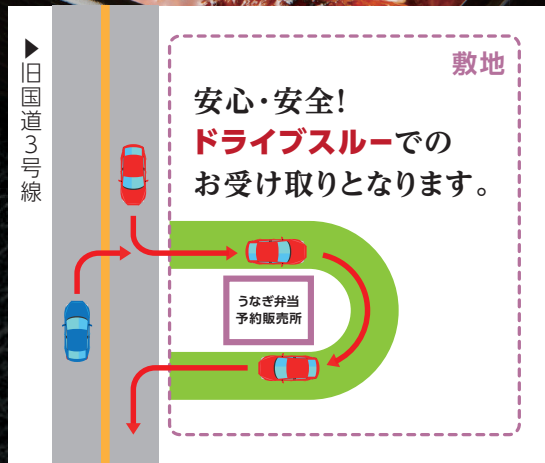 ▶旧国道3号線
敷地
安心・安全!
ドライブスルーでの
お受け取りとなります。
うなぎ弁当
予約販売所